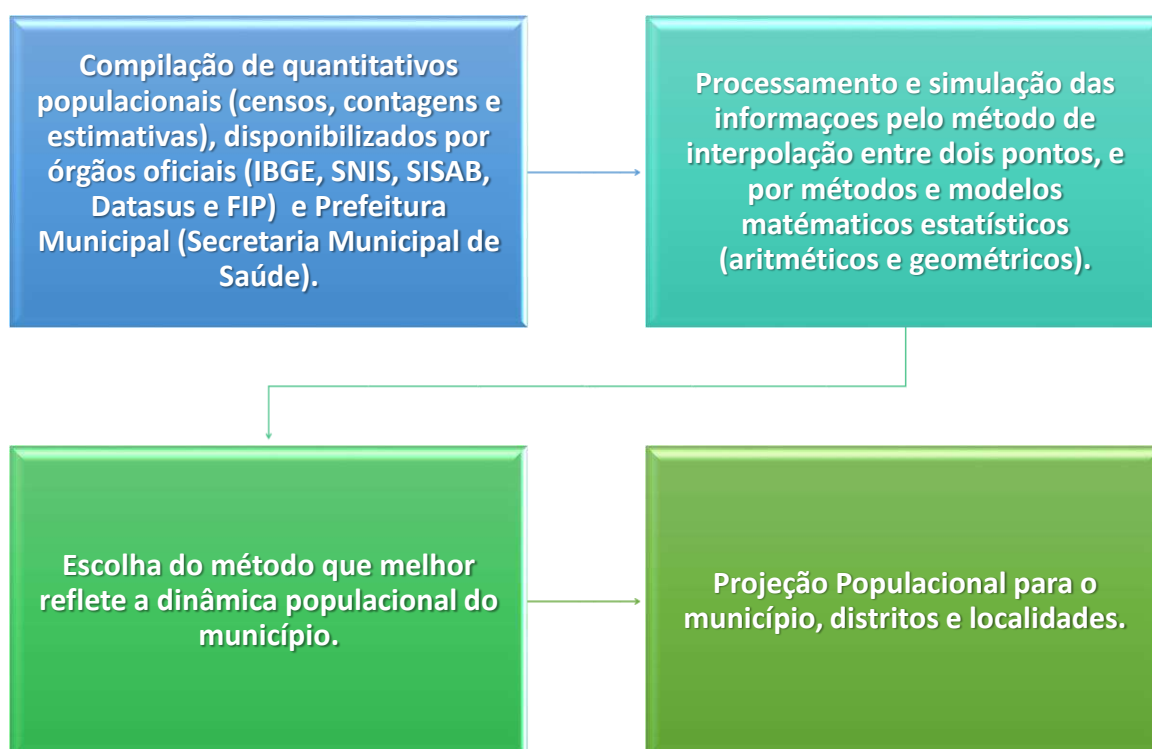 Compilação de quantitativos
populacionais (censos, contagens e
estimativas), disponibilizados por
órgãos oficiais (IBGE, SNIS, SISAB,
Datasus e FIP) e Prefeitura
Municipal (Secretaria Municipal de
Saúde).
Processamento e simulação das
informaçoes pelo método de
interpolação entre dois pontos, e
por métodos e modelos
matématicos estatísticos
(aritméticos e geométricos).
Escolha do método que melhor
reflete a dinâmica populacional do
município.
Projeção Populacional para o
município, distritos e localidades.